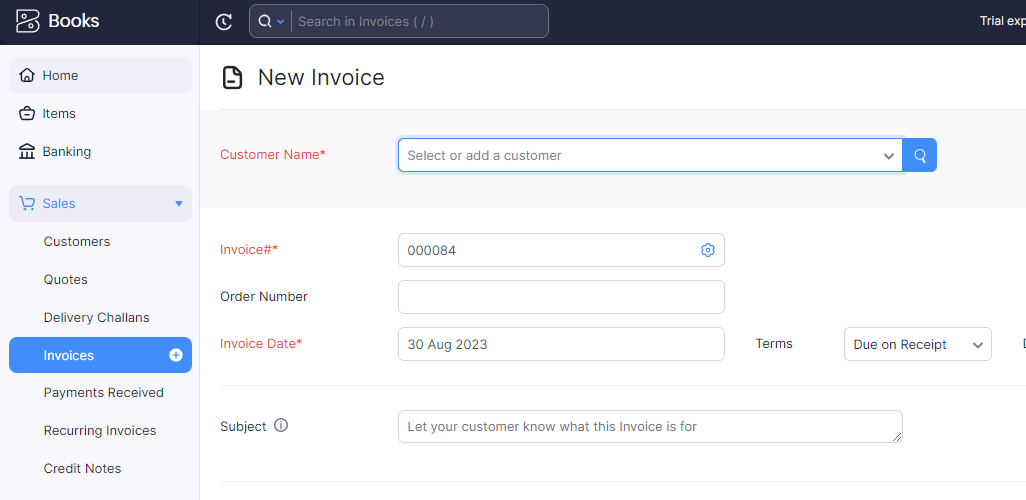 Books
Search in Invoices ( / )
Trial exp
Home
Items
Banking
Sales
Customers
Quotes
Delivery Challans
Invoices
Payments Received
Recurring Invoices
Credit Notes
New Invoice
Customer Name*
Select or add a customer
Invoice#*
000084
Order Number
Invoice Date*
30 Aug 2023
Terms
Due on Receipt
Subject
Let your customer know what this Invoice is for